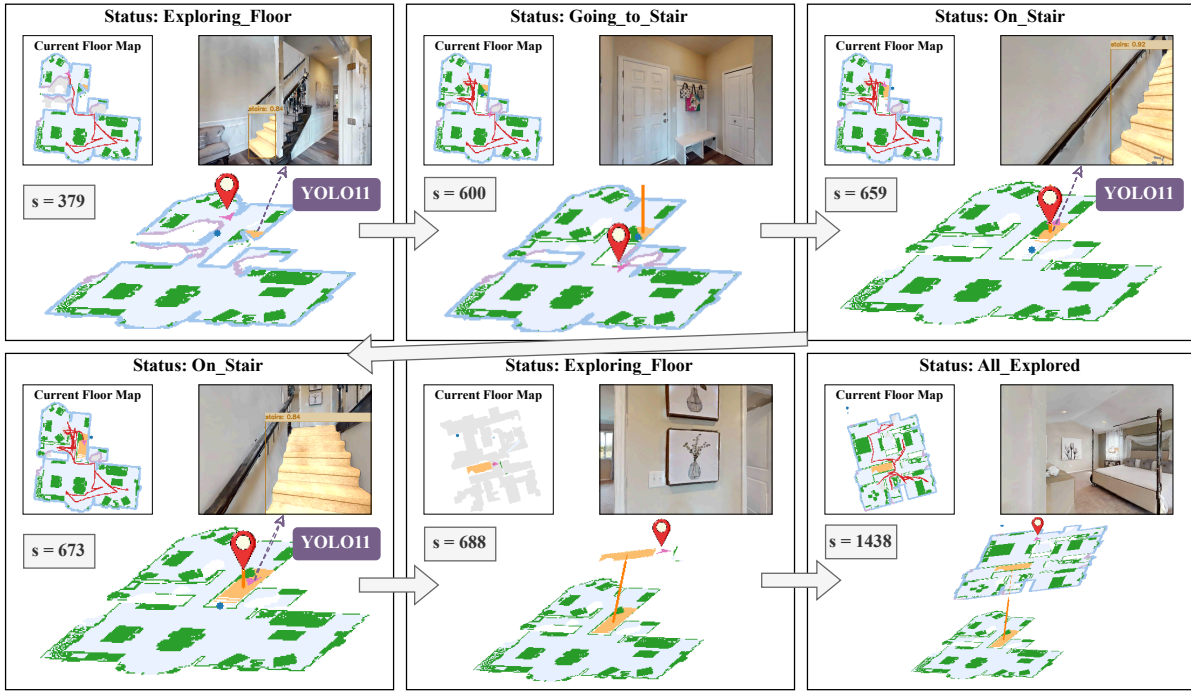 Status: Exploring_Floor
Current Floor Map
stairs: 0.84
s = 379
YOLO11
Status: Going_to_Stair
Current Floor Map
s = 600
Status: On_Stair
Current Floor Map
stairs: 0.92
s = 659
YOLO11
Status: On_Stair
Current Floor Map
stairs: 0.84
s = 673
YOLO11
Status: Exploring_Floor
Current Floor Map
s = 688
Status: All_Explored
Current Floor Map
s = 1438